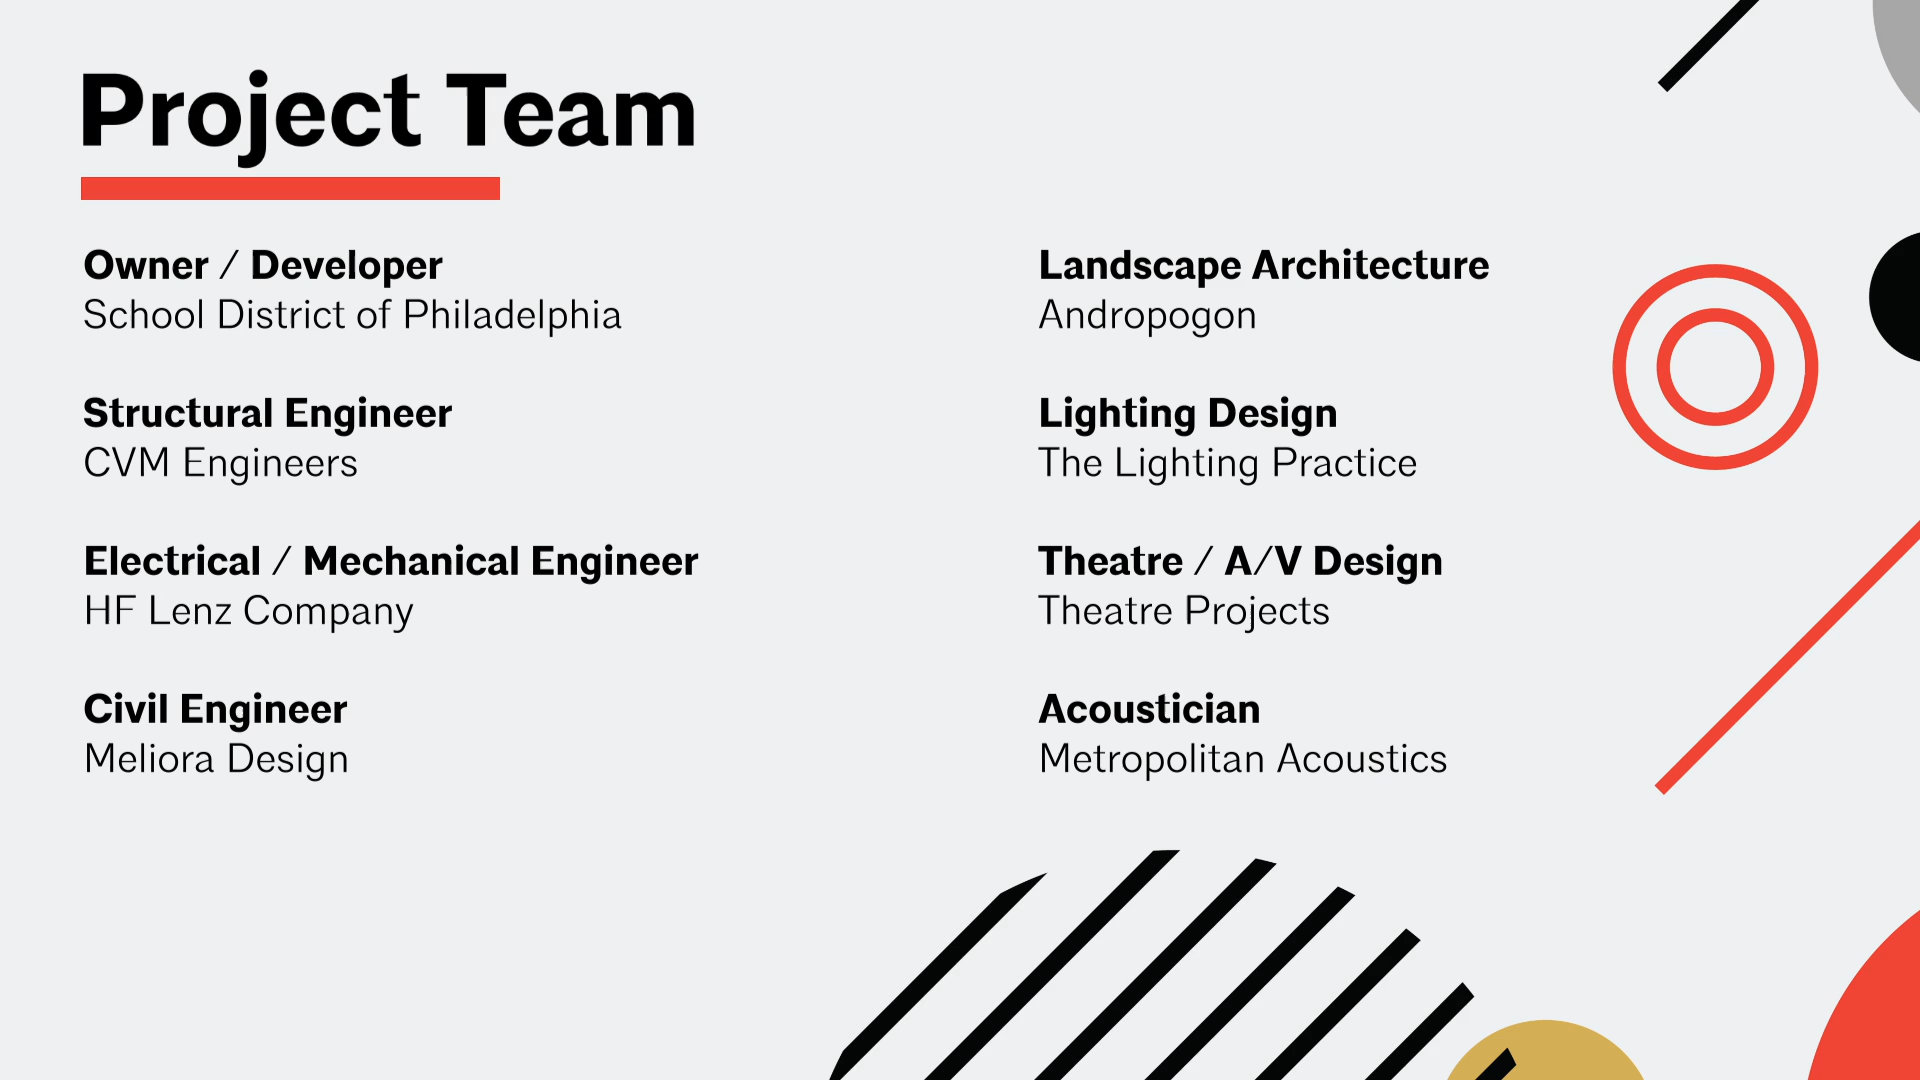 Project Team
Owner / Developer
School District of Philadelphia
Structural Engineer
CVM Engineers
Electrical / Mechanical Engineer
HF Lenz Company
Civil Engineer
Meliora Design
Landscape Architecture
Andropogon
Lighting Design
The Lighting Practice
Theatre / A/V Design
Theatre Projects
Acoustician
Metropolitan Acoustics